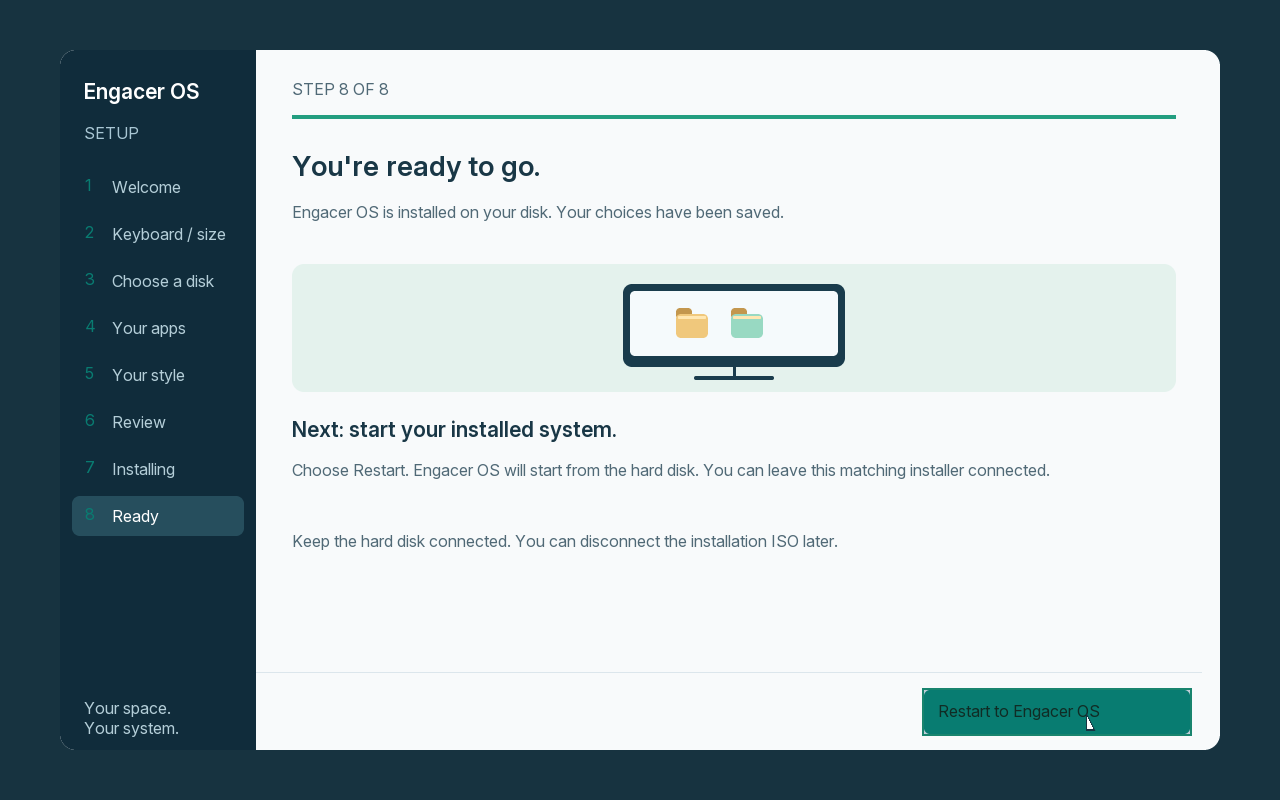 Engacer OS
SETUP
1 Welcome
2 Keyboard / size
3 Choose a disk
4 Your apps
5 Your style
6 Review
7 Installing
8 Ready
Your space.
Your system.
STEP 8 OF 8
You're ready to go.
Engacer OS is installed on your disk. Your choices have been saved.
Next: start your installed system.
Choose Restart. Engacer OS will start from the hard disk. You can leave this matching installer connected.
Keep the hard disk connected. You can disconnect the installation ISO later.
Restart to Engacer OS